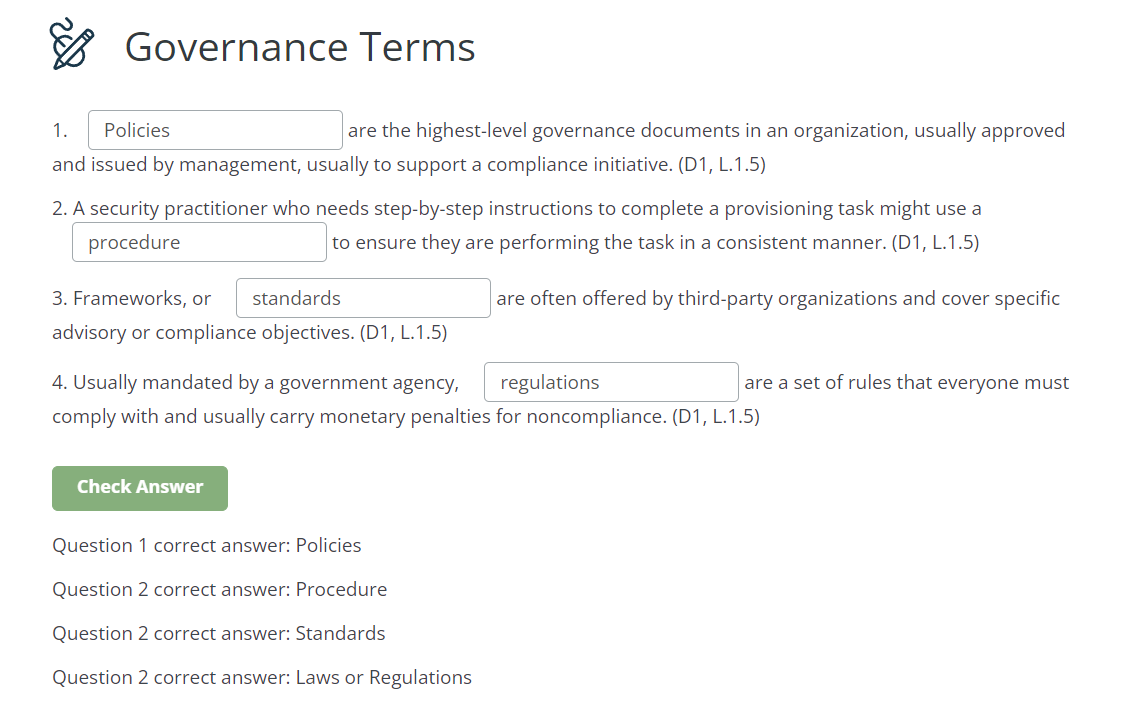 Governance Terms
1. Policies are the highest-level governance documents in an organization, usually approved
and issued by management, usually to support a compliance initiative. (D1, L.1.5)
2. A security practitioner who needs step-by-step instructions to complete a provisioning task might use a
procedure to ensure they are performing the task in a consistent manner. (D1, L.1.5)
3. Frameworks, or standards are often offered by third-party organizations and cover specific
advisory or compliance objectives. (D1, L.1.5)
4. Usually mandated by a government agency, regulations are a set of rules that everyone must
comply with and usually carry monetary penalties for noncompliance. (D1, L.1.5)
Check Answer
Question 1 correct answer: Policies
Question 2 correct answer: Procedure
Question 2 correct answer: Standards
Question 2 correct answer: Laws or Regulations